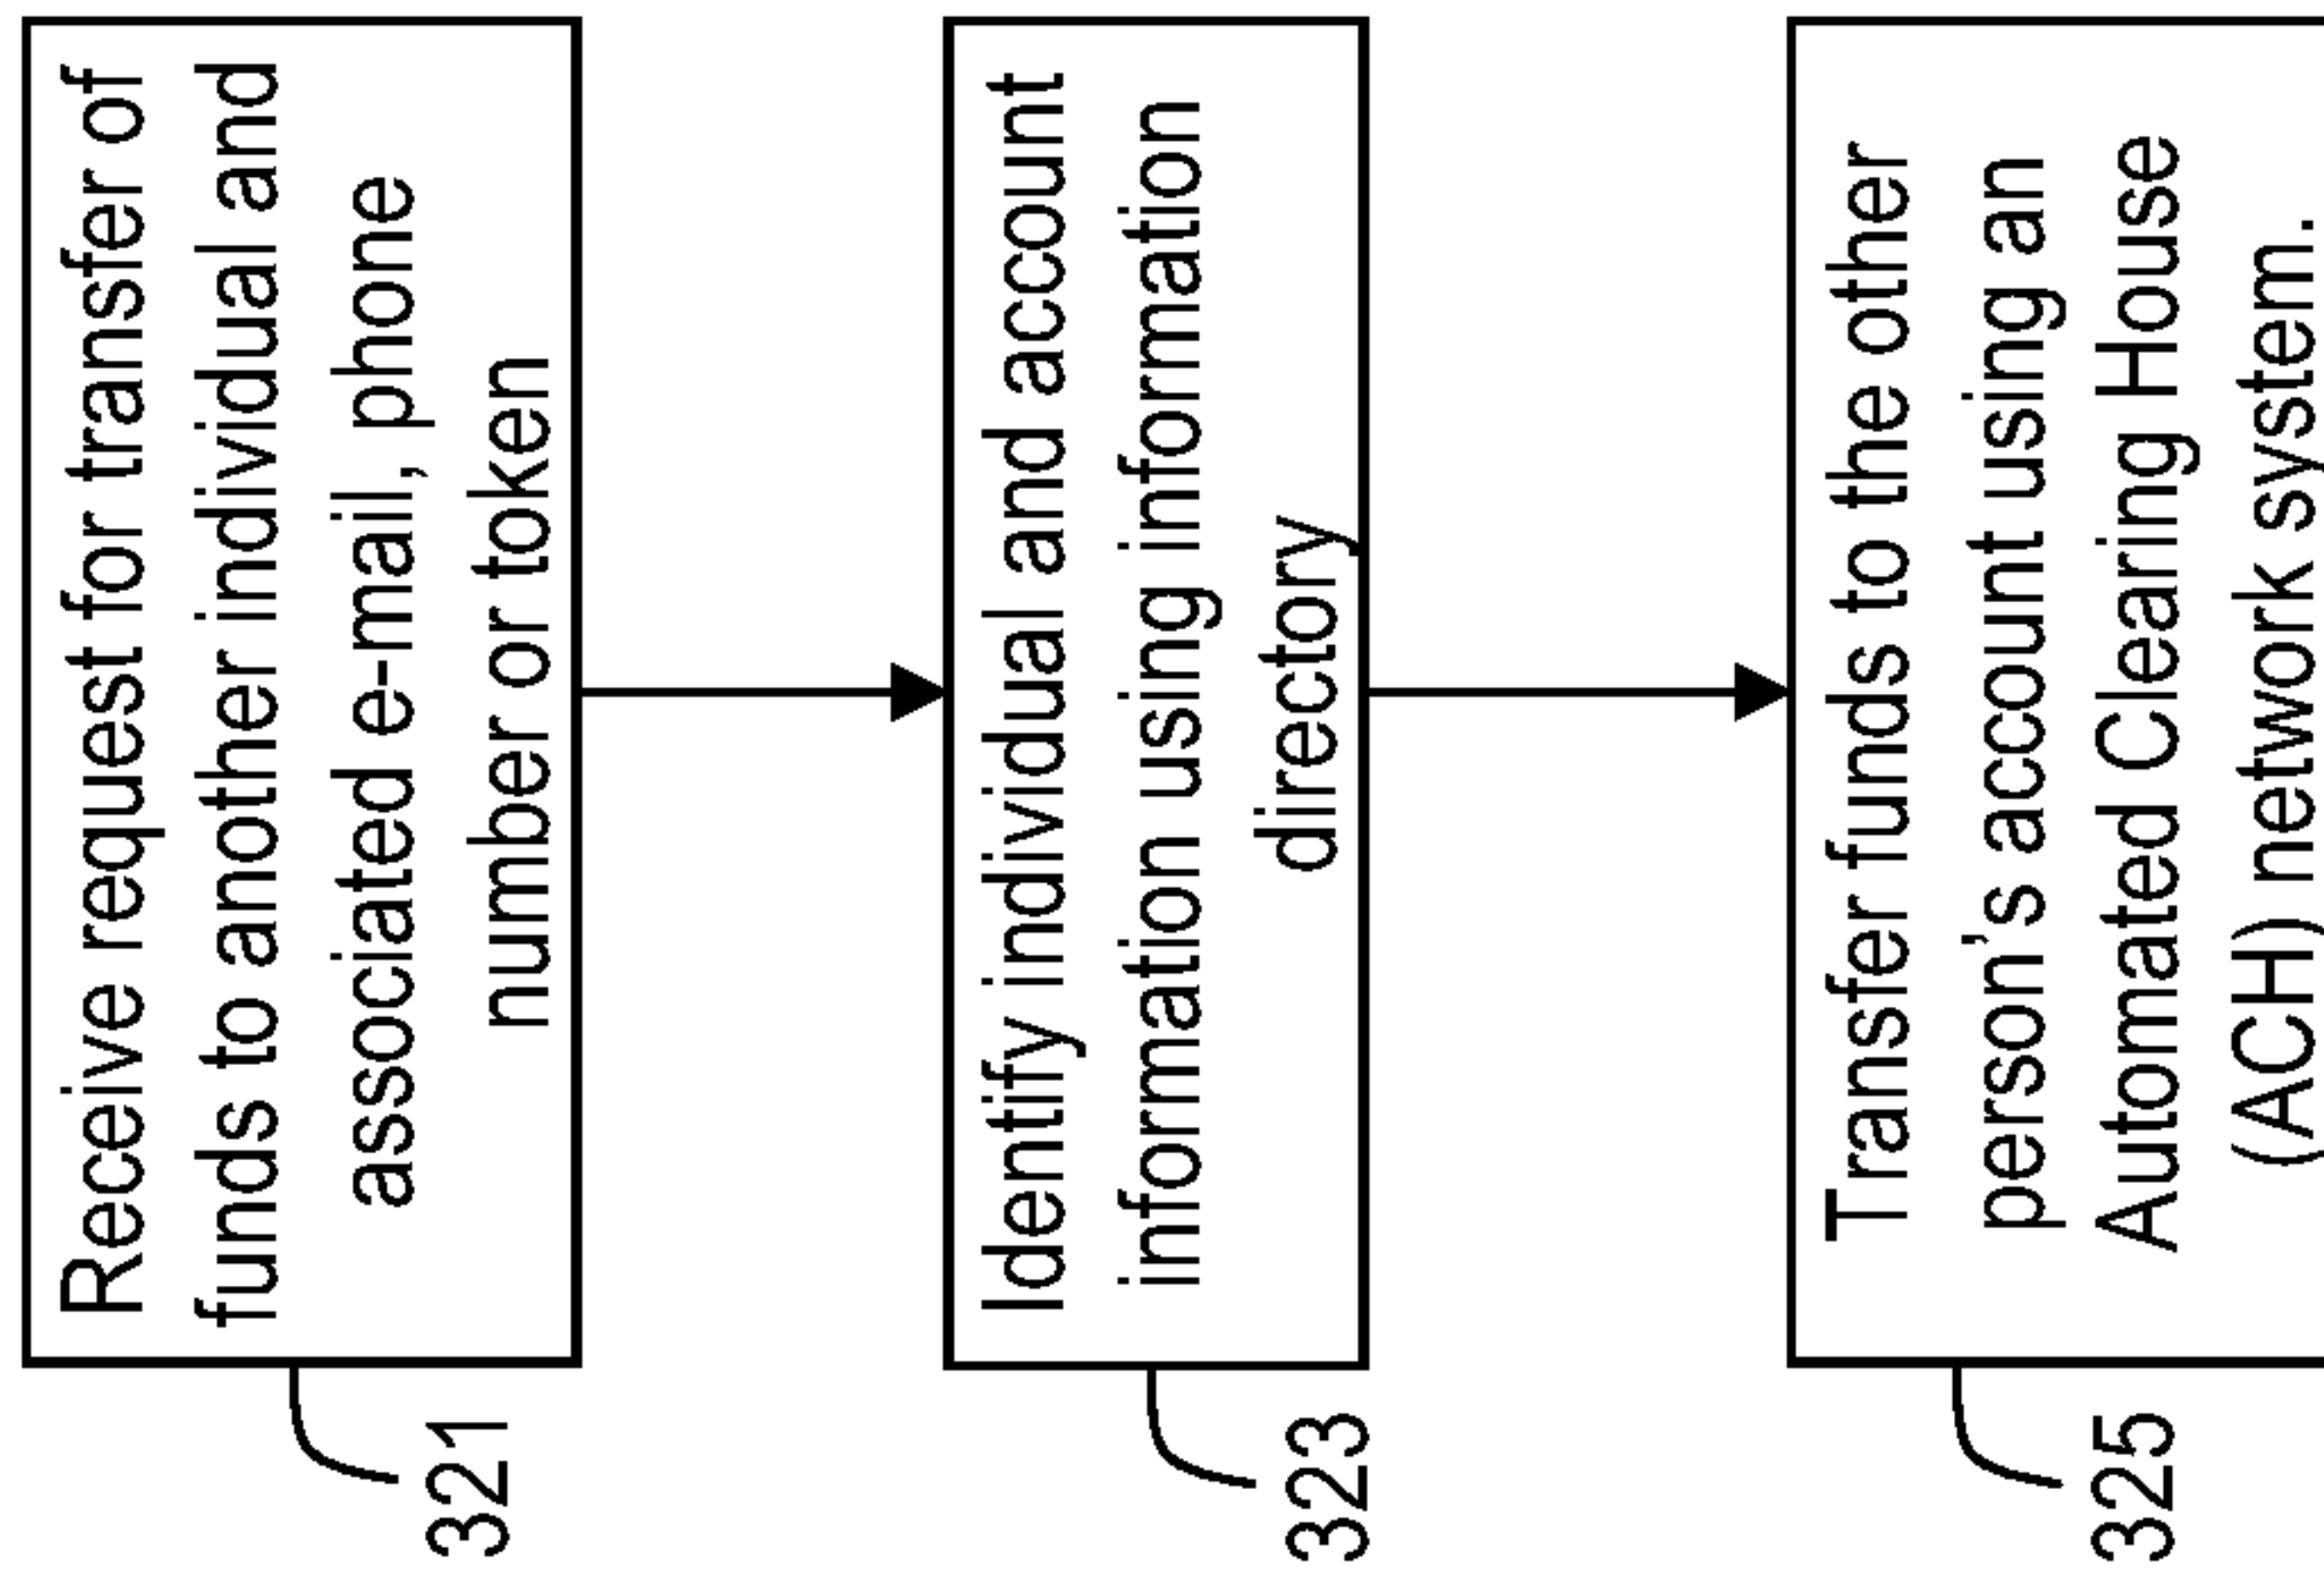 Receive request for transfer of
funds to another individual and
associated e-mail, phone
number or token
321
Identify individual and account
information using information
directory
323
Transfer funds to the other
person's account using an
Automated Clearing House
(ACH) network system.
325